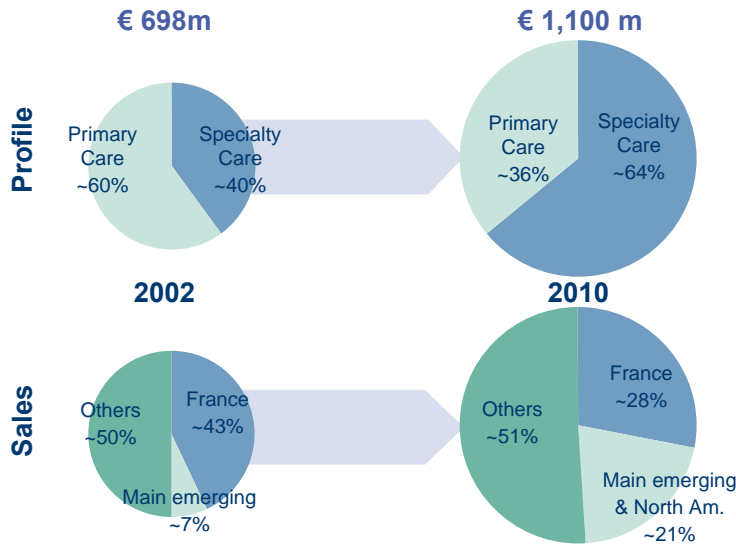 € 698m
€ 1,100 m
Profile
Primary
Care
~60%
Specialty
Care
~40%
Primary
Care
~36%
Specialty
Care
~64%
2002
2010
Sales
Others
~50%
France
~43%
Main emerging
~7%
Others
~51%
France
~28%
Main emerging
& North Am.
~21%